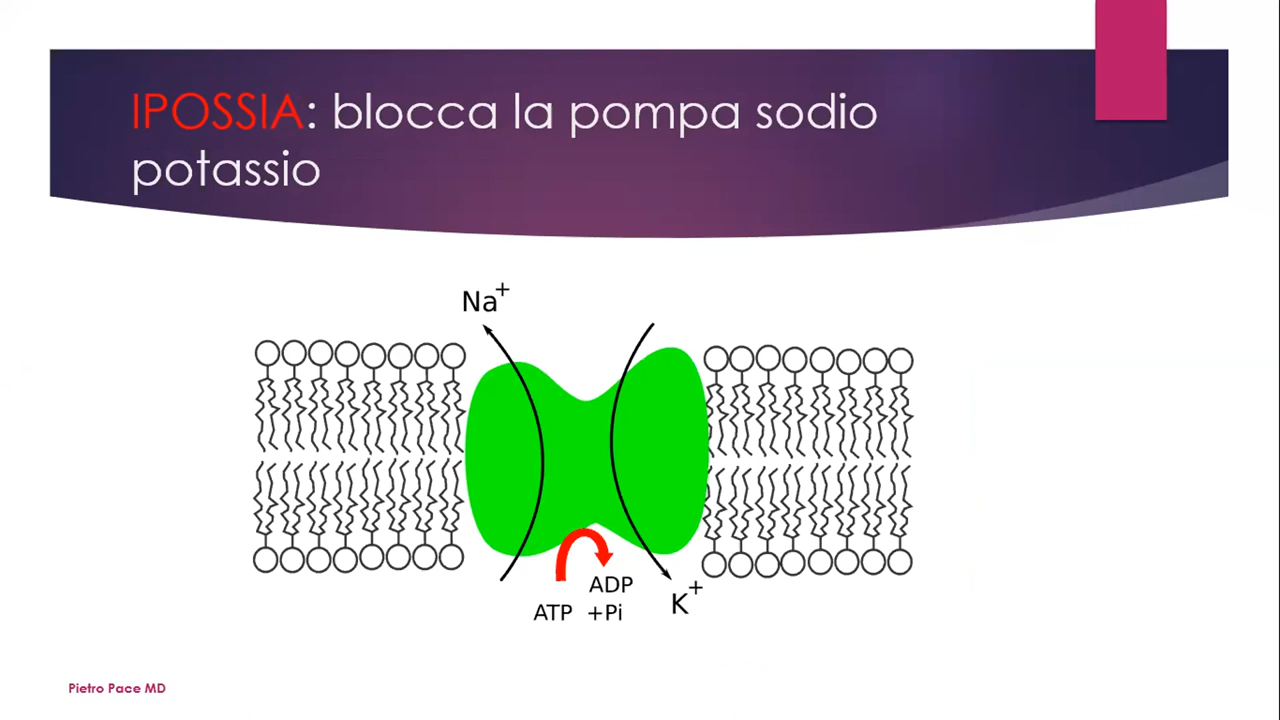 IPOSSIA: blocca la pompa sodio
potassio
Na+
ADP
ATP +Pi
K+
Pietro Pace MD